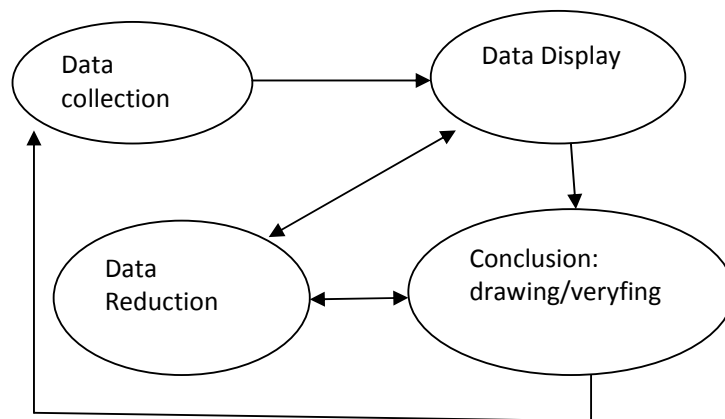 Data
collection
Data Display
Data
Reduction
Conclusion:
drawing/veryfing